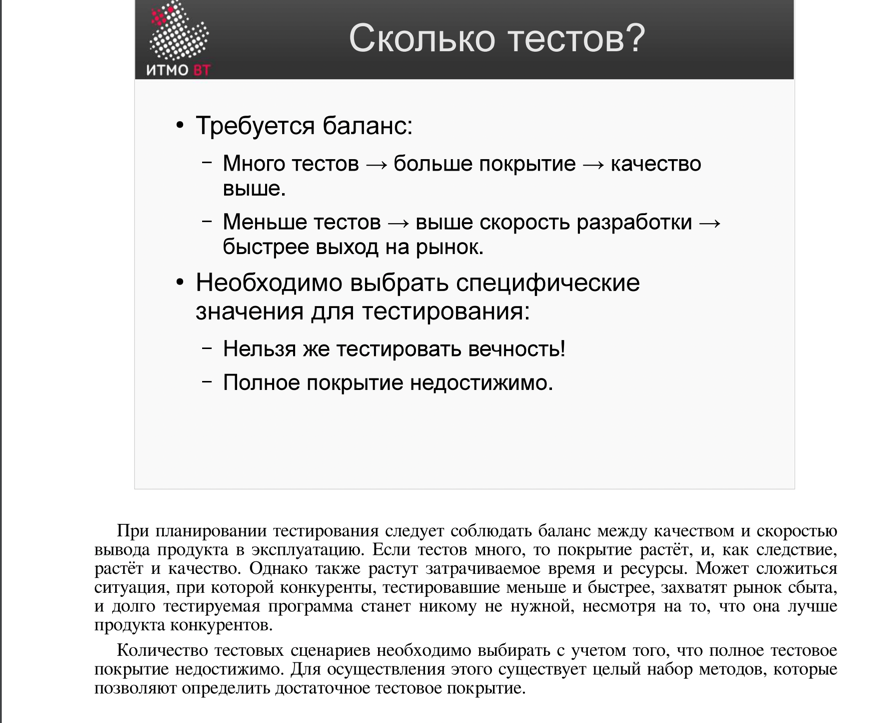 Сколько тестов?
ИТМО ВТ
• Требуется баланс:
– Много тестов → больше покрытие → качество
выше.
– Меньше тестов → выше скорость разработки →
быстрее выход на рынок.
• Необходимо выбрать специфические
значения для тестирования:
– Нельзя же тестировать вечность!
– Полное покрытие недостижимо.
При планировании тестирования следует соблюдать баланс между качеством и скоростью
вывода продукта в эксплуатацию. Если тестов много, то покрытие растёт, и, как следствие,
растёт и качество. Однако также растут затрачиваемое время и ресурсы. Может сложиться
ситуация, при которой конкуренты, тестировавшие меньше и быстрее, захватят рынок сбыта,
и долго тестируемая программа станет никому не нужной, несмотря на то, что она лучше
продукта конкурентов.
Количество тестовых сценариев необходимо выбирать с учетом того, что полное тестовое
покрытие недостижимо. Для осуществления этого существует целый набор методов, которые
позволяют определить достаточное тестовое покрытие.